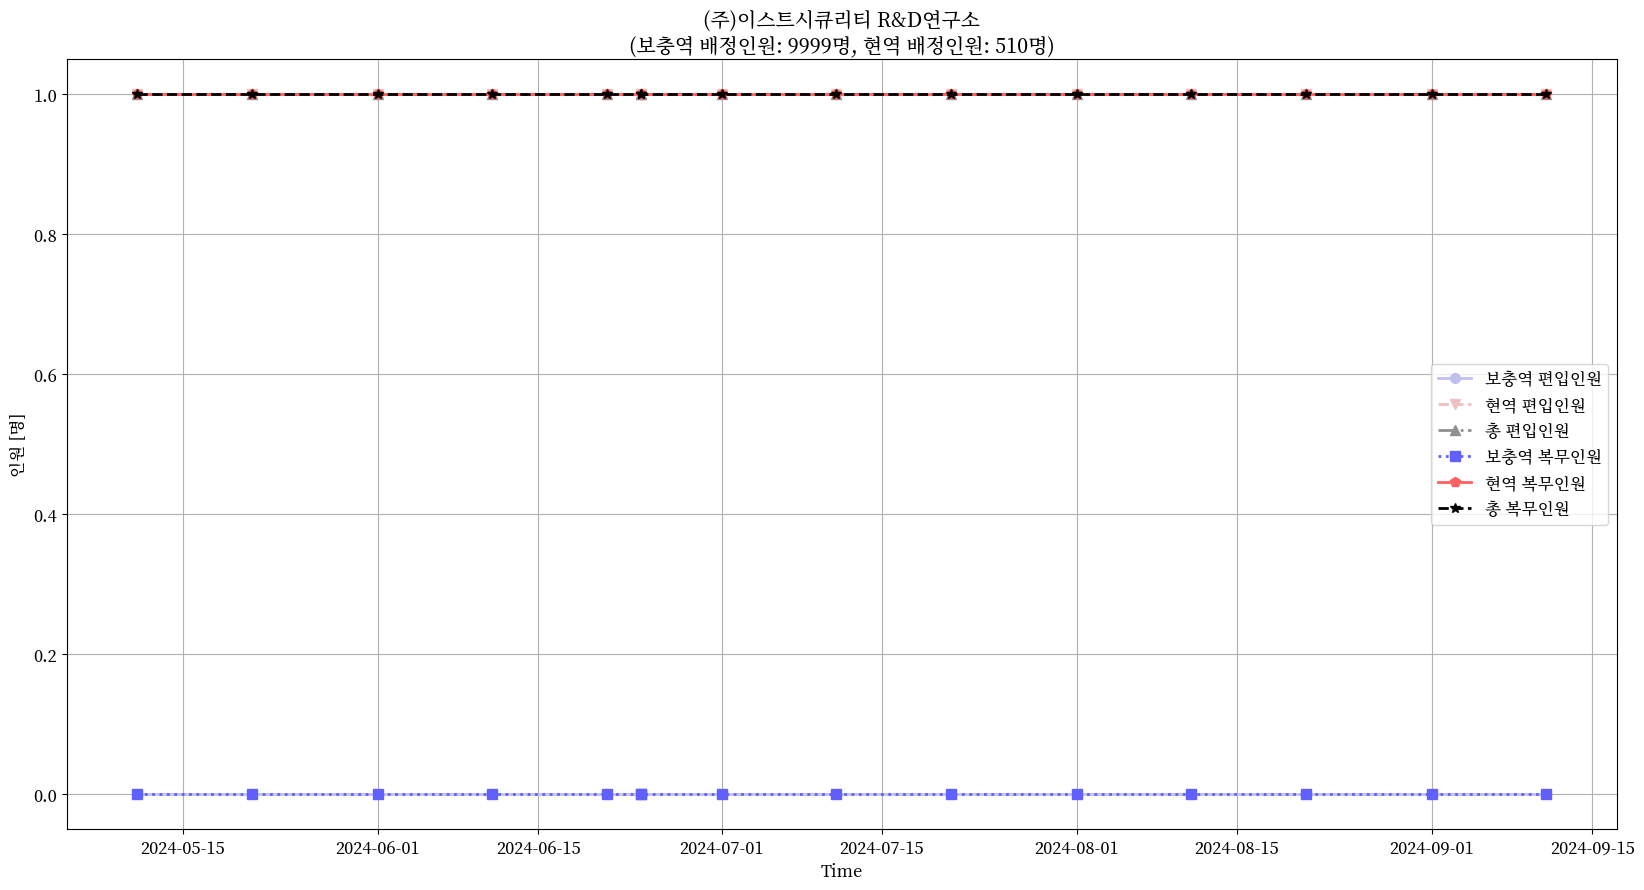 (주)이스트시큐리티 R&D연구소
(보충역 배정인원: 9999명, 현역 배정인원: 510명)
인원 [명]
1.0
0.8
0.6
0.4
0.2
0.0
보충역 편입인원
현역 편입인원
총 편입인원
보충역 복무인원
현역 복무인원
총 복무인원
2024-05-15 2024-06-01 2024-06-15 2024-07-01 2024-07-15 2024-08-01 2024-08-15 2024-09-01 2024-09-15
Time